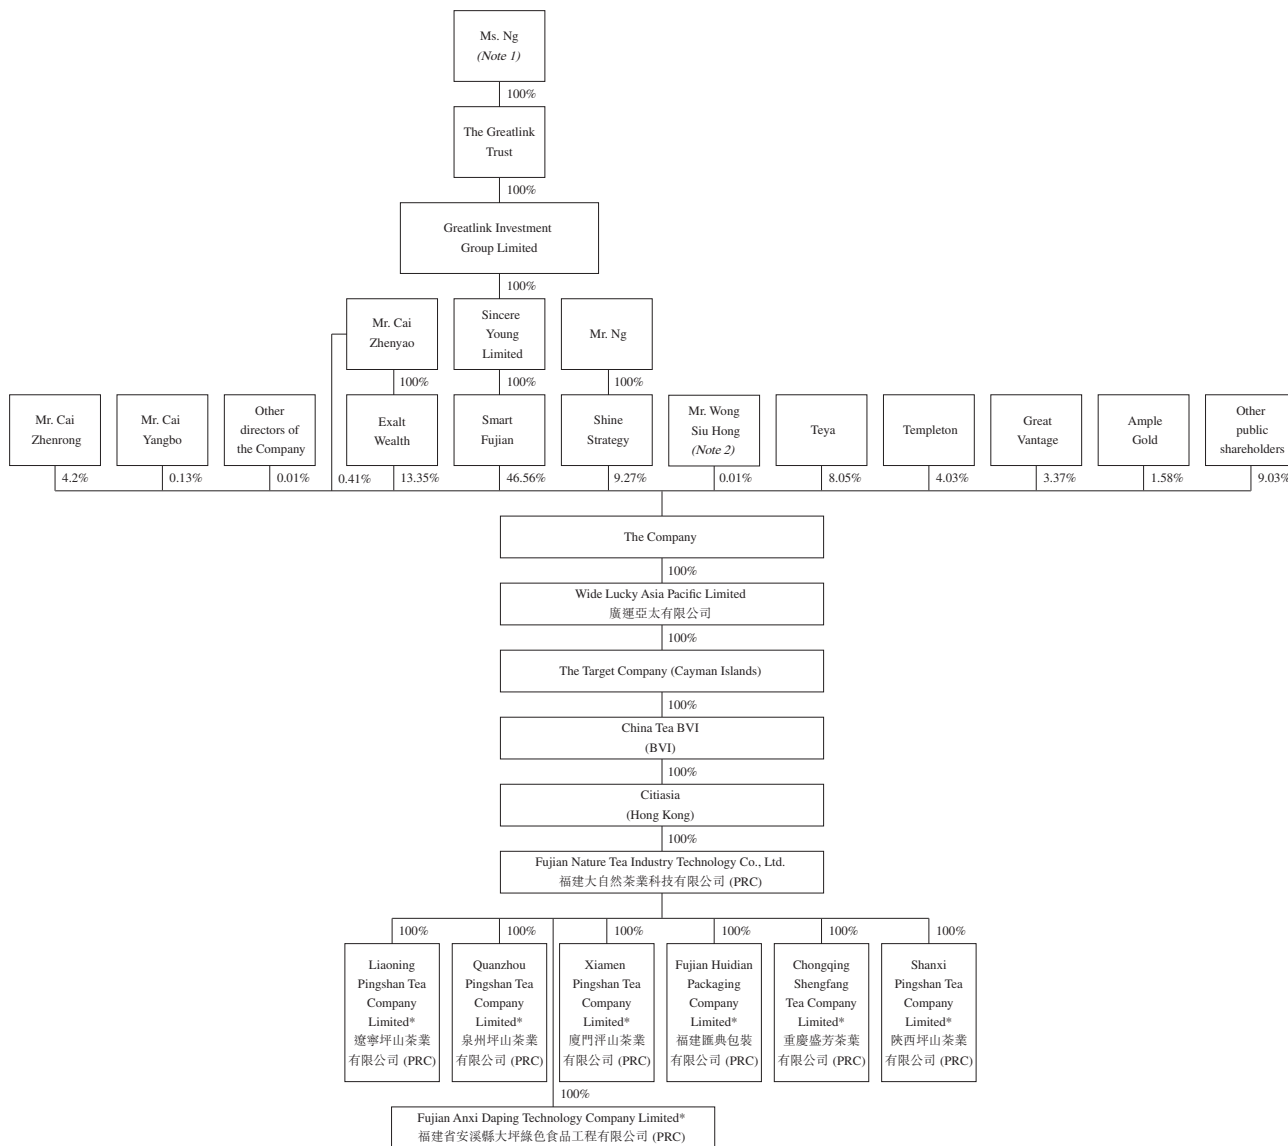 Ms. Ng
(Note 1)
100%
The Greatlink
Trust
100%
Greatlink Investment
Group Limited
100%
Mr. Cai
Zhenyao
Sincere
Young
Limited
Mr. Ng
100%
100%
100%
Mr. Cai
Zhenrong
Mr. Cai
Yangbo
Other
directors of
the Company
Exalt
Wealth
Smart
Fujian
Shine
Strategy
Mr. Wong
Siu Hong
(Note 2)
Teya
Templeton
Great
Vantage
Ample
Gold
Other
public
shareholders
4.2%
0.13%
0.01%
0.41%
13.35%
46.56%
9.27%
0.01%
8.05%
4.03%
3.37%
1.58%
9.03%
The Company
100%
Wide Lucky Asia Pacific Limited
廣運亞太有限公司
100%
The Target Company (Cayman Islands)
100%
China Tea BVI
(BVI)
100%
Citiasia
(Hong Kong)
100%
Fujian Nature Tea Industry Technology Co., Ltd.
福建大自然茶業科技有限公司 (PRC)
100%
100%
100%
100%
100%
100%
Liaoning
Pingshan Tea
Company
Limited*
遼寧坪山茶業
有限公司 (PRC)
Quanzhou
Pingshan Tea
Company
Limited*
泉州坪山茶業
有限公司 (PRC)
Xiamen
Pingshan Tea
Company
Limited*
廈門泙山茶業
有限公司 (PRC)
Fujian Huidian
Packaging
Company
Limited*
福建匯典包裝
有限公司 (PRC)
Chongqing
Shengfang
Tea Company
Limited*
重慶盛芳茶葉
有限公司 (PRC)
Shanxi
Pingshan Tea
Company
Limited*
陝西坪山茶業
有限公司 (PRC)
100%
Fujian Anxi Daping Technology Company Limited*
福建省安溪縣大坪綠色食品工程有限公司 (PRC)